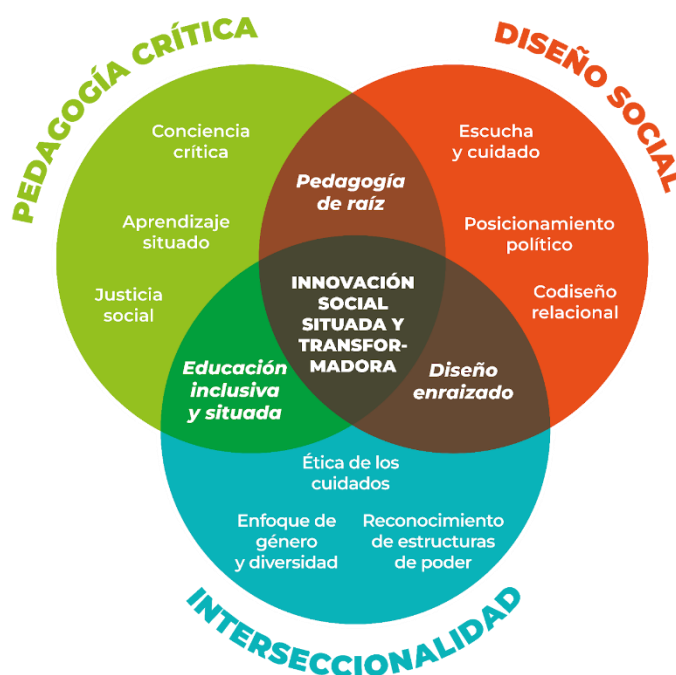 PEDAGOGÍA CRÍTICA
DISEÑO SOCIAL
Conciencia
crítica
Aprendizaje
situado
Justicia
social
Pedagogía
de raíz
Escucha
y cuidado
Posicionamiento
político
Codiseño
relacional
INNOVACIÓN
SOCIAL
SITUADA Y
TRANSFOR-
MADORA
Educación
inclusiva
y situada
Diseño
enraizado
Ética de los
cuidados
Enfoque de
género
y diversidad
Reconocimiento
de estructuras
de poder
INTERSECCIONALIDAD